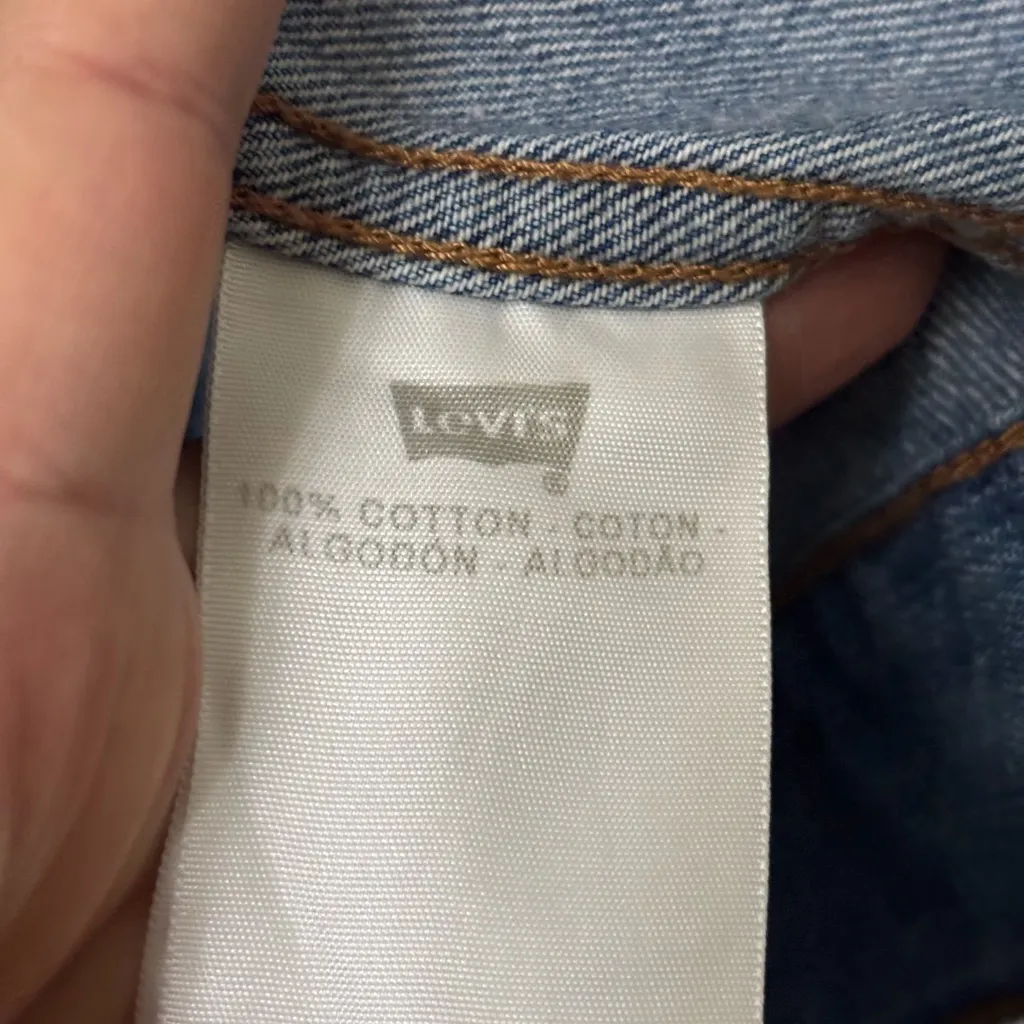 Levi's
®
100% COTTON - COTON -
ALGODÓN - ALGODÃO